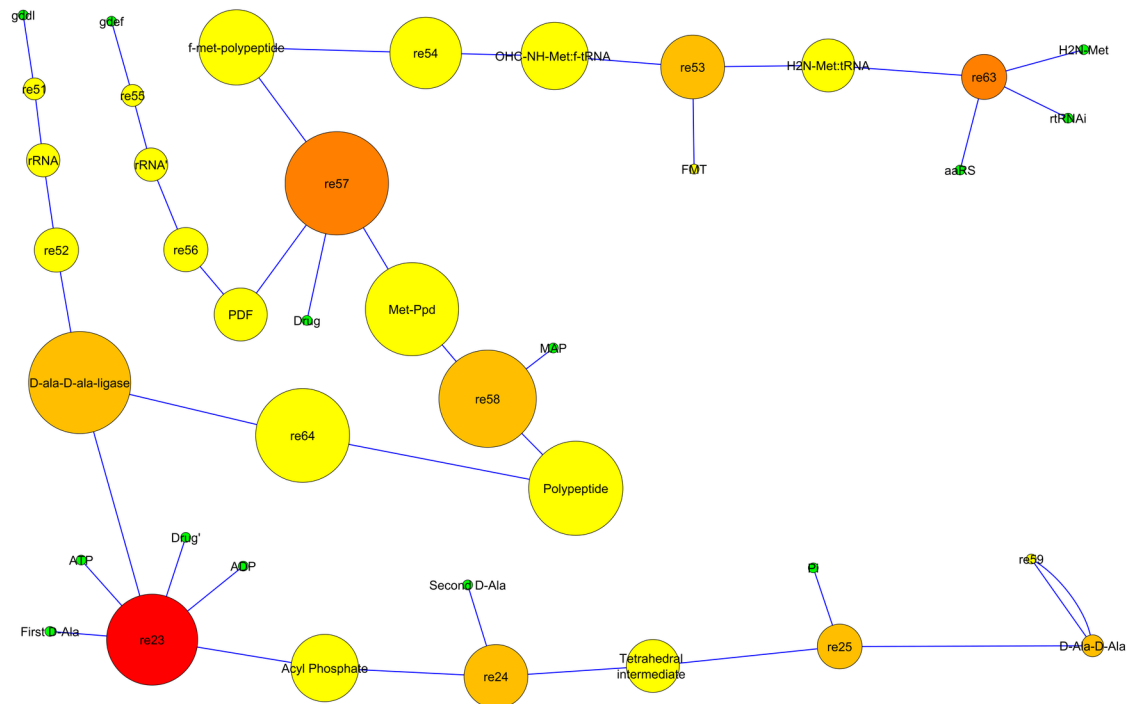 gcdl
gdef
f-met-polypeptide
re54
OHC-NH-Met:f-tRNA
re53
H2N-Met:tRNA
re63
H2N-Met
re51
re55
rtRNAi
rRNA
rRNA'
FMT
aaRS
re57
re52
re56
PDF
Drug
Met-Ppd
MAP
D-ala-D-ala-ligase
re58
re64
Polypeptide
ATP
Drug'
ADP
Second D-Ala
Pi
re59
First D-Ala
re23
Acyl Phosphate
re24
Tetrahedral
intermediate
re25
D-Ala-D-Ala